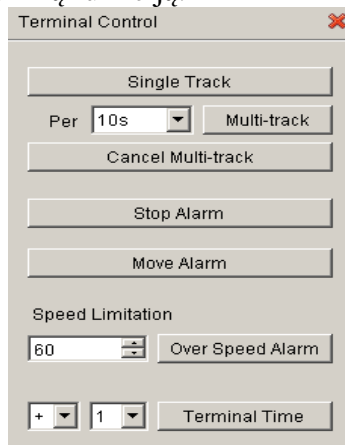 Terminal Control
Single Track
Per 10s Multi-track
Cancel Multi-track
Stop Alarm
Move Alarm
Speed Limitation
60 Over Speed Alarm
+ 1 Terminal Time